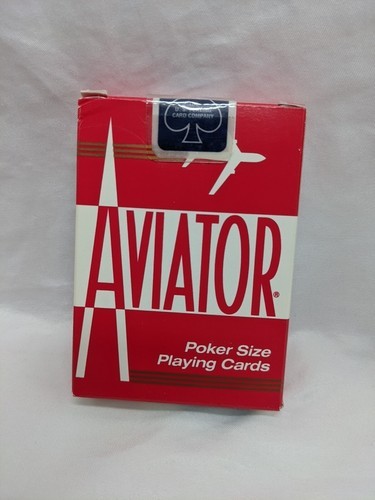 CARD COMPANY
AVIATOR®
Poker Size
Playing Cards